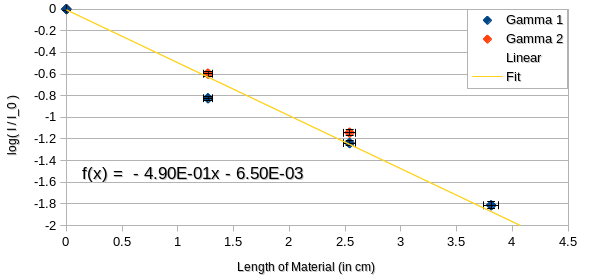 0
-0.2
-0.4
-0.6
-0.8
-1
-1.2
-1.4
-1.6
-1.8
-2
log( I / I_0 )
Gamma 1
Gamma 2
Linear
Fit
f(x) = - 4.90E-01x - 6.50E-03
0 0.5 1 1.5 2 2.5 3 3.5 4 4.5
Length of Material (in cm)